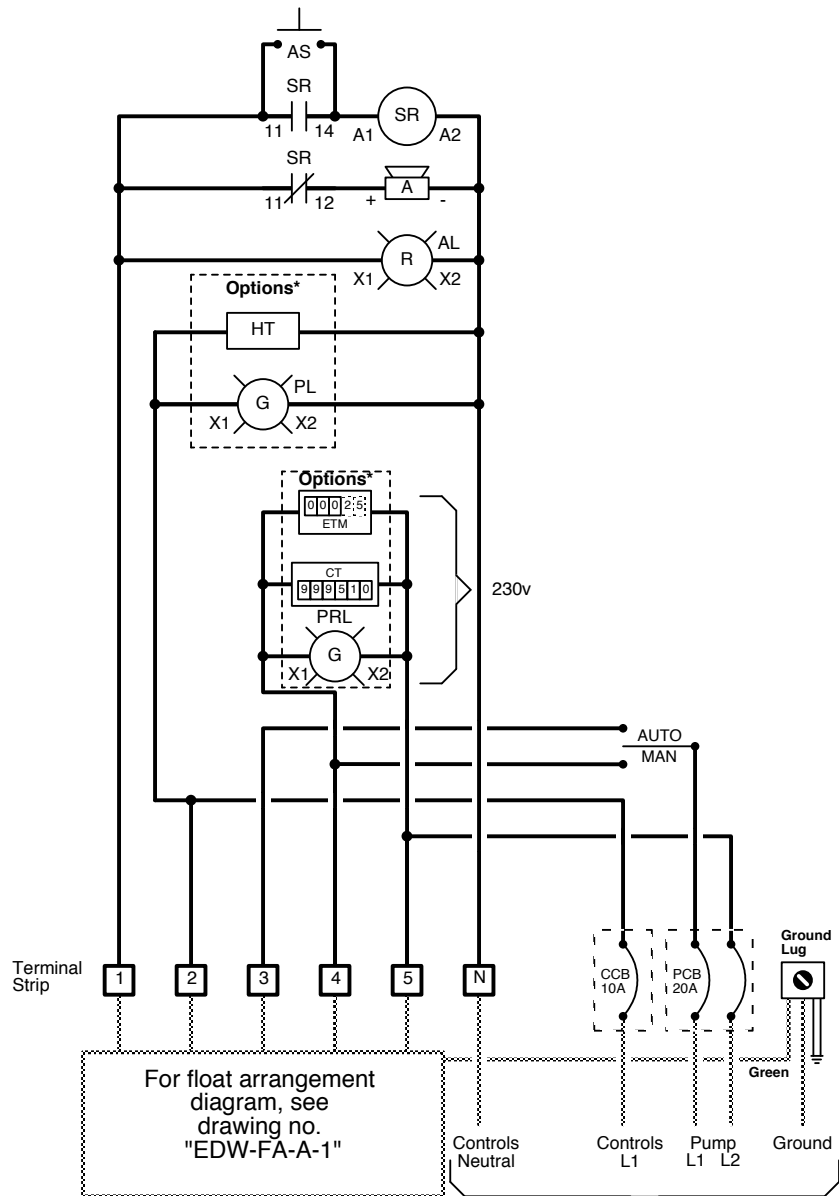 AS
SR
11 14 A1 SR A2
SR
11 12 + A -
AL
R
X1 X2
Options*
HT
PL
G
X1 X2
Options*
0 0 0 2 5
ETM
CT
9 9 9 5 1 0
230v
PRL
G
X1 X2
AUTO
MAN
Terminal
Strip
1 2 3 4 5 N
CCB
10A
PCB
20A
Ground
Lug
Green
For float arrangement
diagram, see
drawing no.
"EDW-FA-A-1"
Controls
Neutral
Controls
L1
Pump
L1 L2
Ground